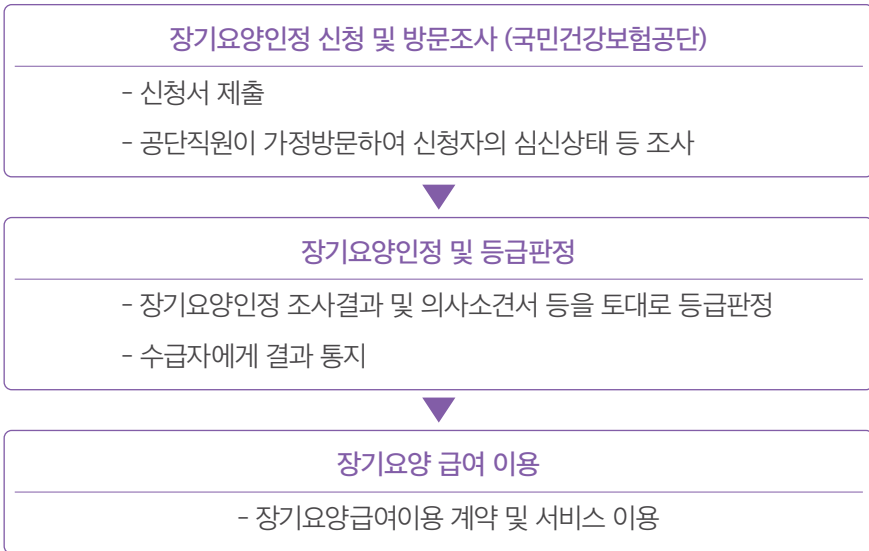 장기요양인정 신청 및 방문조사 (국민건강보험공단)
- 신청서 제출
- 공단직원이 가정방문하여 신청자의 심신상태 등 조사
장기요양인정 및 등급판정
- 장기요양인정 조사결과 및 의사소견서 등을 토대로 등급판정
- 수급자에게 결과 통지
장기요양 급여 이용
- 장기요양급여이용 계약 및 서비스 이용